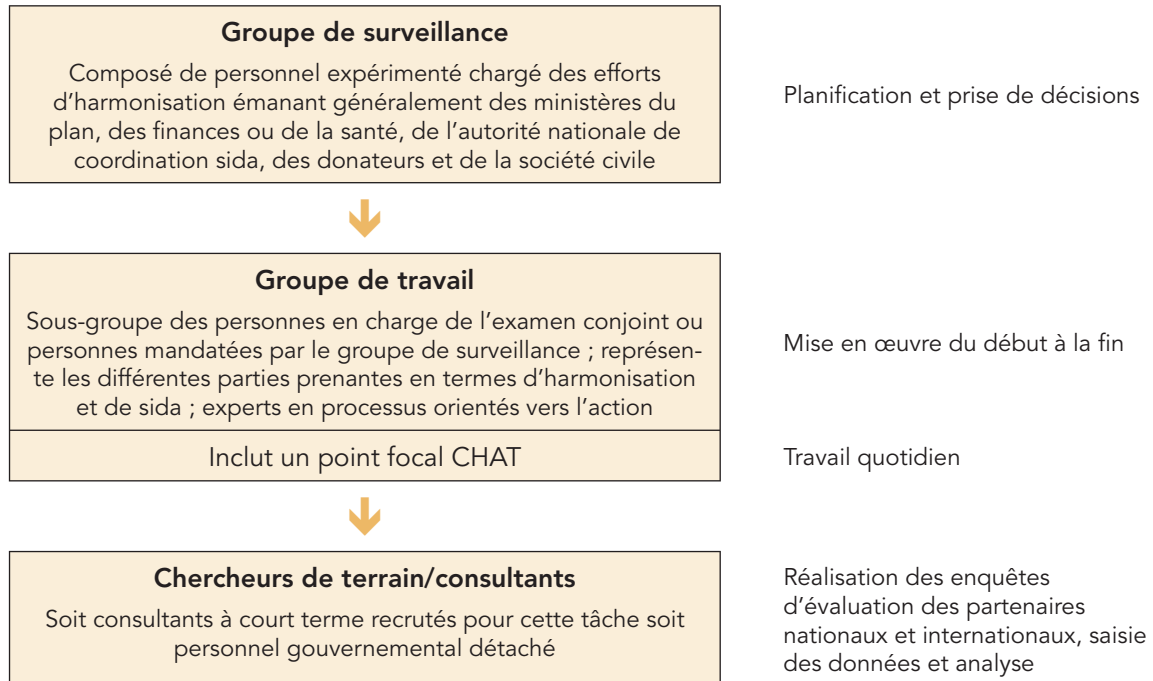 Groupe de surveillance
Composé de personnel expérimenté chargé des efforts
d’harmonisation émanant généralement des ministères du
plan, des finances ou de la santé, de l’autorité nationale de
coordination sida, des donateurs et de la société civile
Planification et prise de décisions
Groupe de travail
Sous-groupe des personnes en charge de l’examen conjoint ou
personnes mandatées par le groupe de surveillance ; représen-
te les différentes parties prenantes en termes d’harmonisation
et de sida ; experts en processus orientés vers l’action
Mise en œuvre du début à la fin
Inclut un point focal CHAT
Travail quotidien
Chercheurs de terrain/consultants
Soit consultants à court terme recrutés pour cette tâche soit
personnel gouvernemental détaché
Réalisation des enquêtes
d’évaluation des partenaires
nationaux et internationaux, saisie
des données et analyse